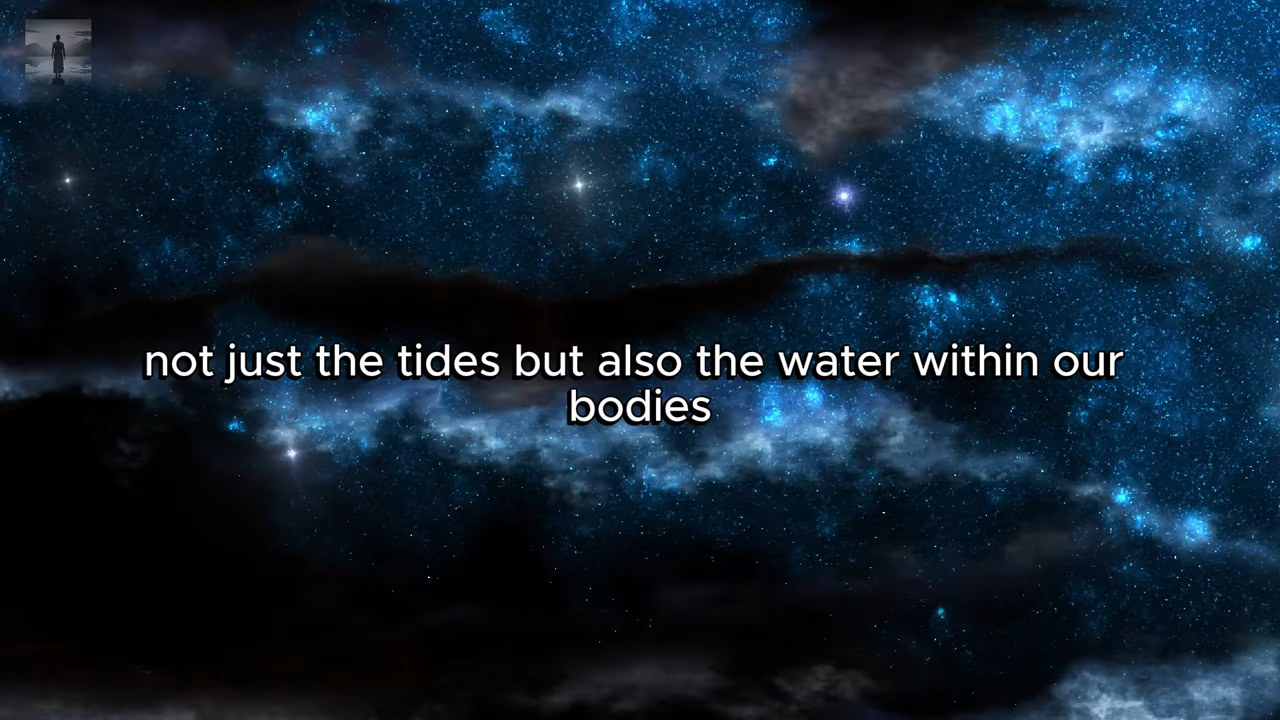 not just the tides but also the water within our
bodies